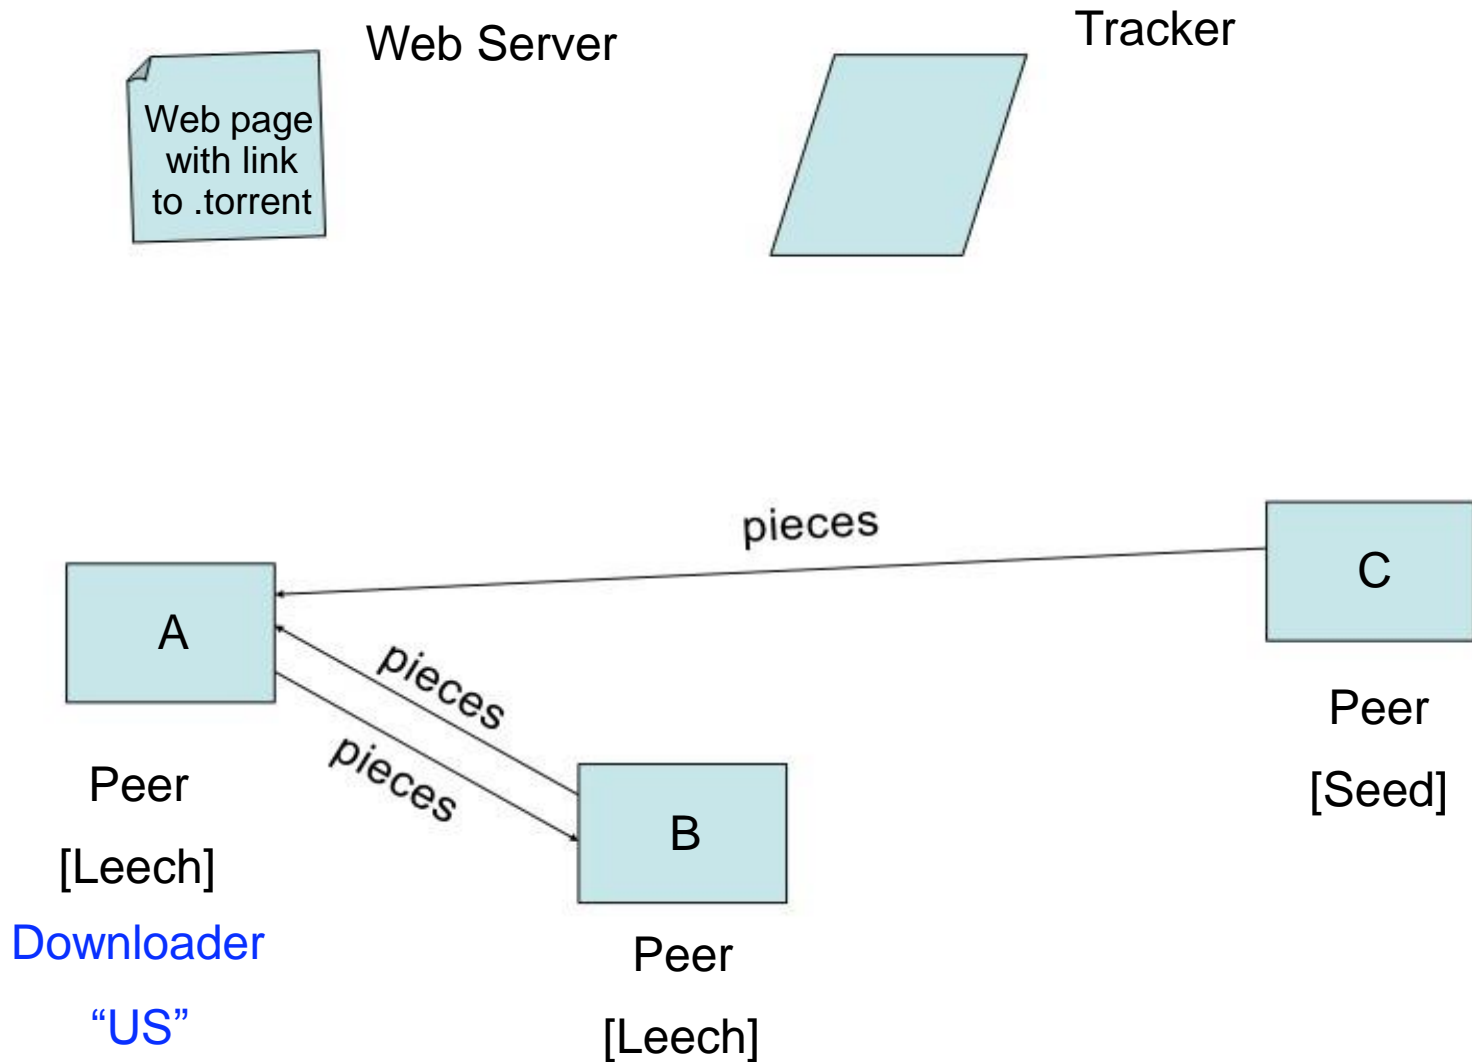 Web Server
Tracker
Web page
with link
to .torrent
pieces
C
A
pieces
pieces
B
Peer
[Seed]
Peer
[Leech]
Downloader
“US”
Peer
[Leech]